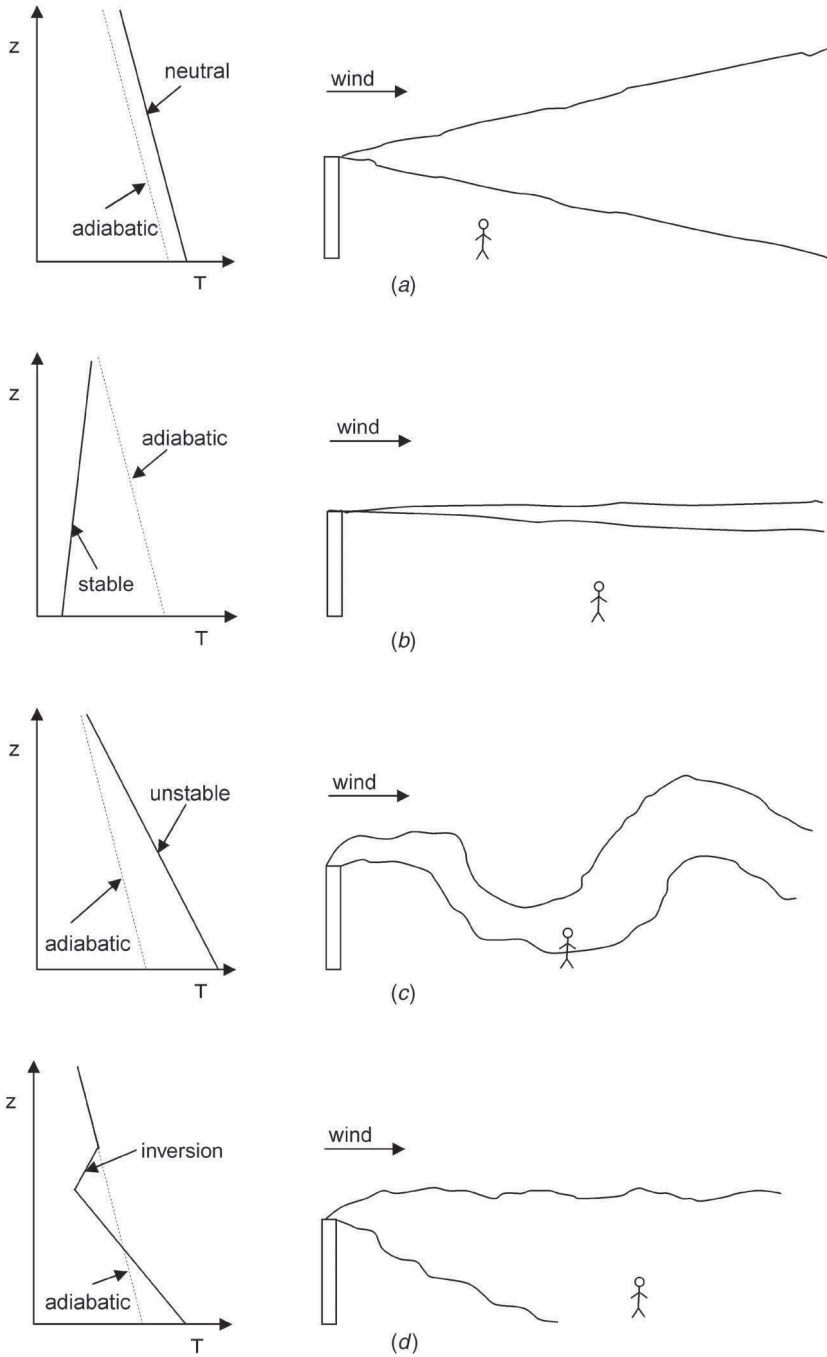 z
neutral
adiabatic
T
wind
(a)
z
adiabatic
stable
T
wind
(b)
z
unstable
adiabatic
T
wind
(c)
z
inversion
adiabatic
T
wind
(d)